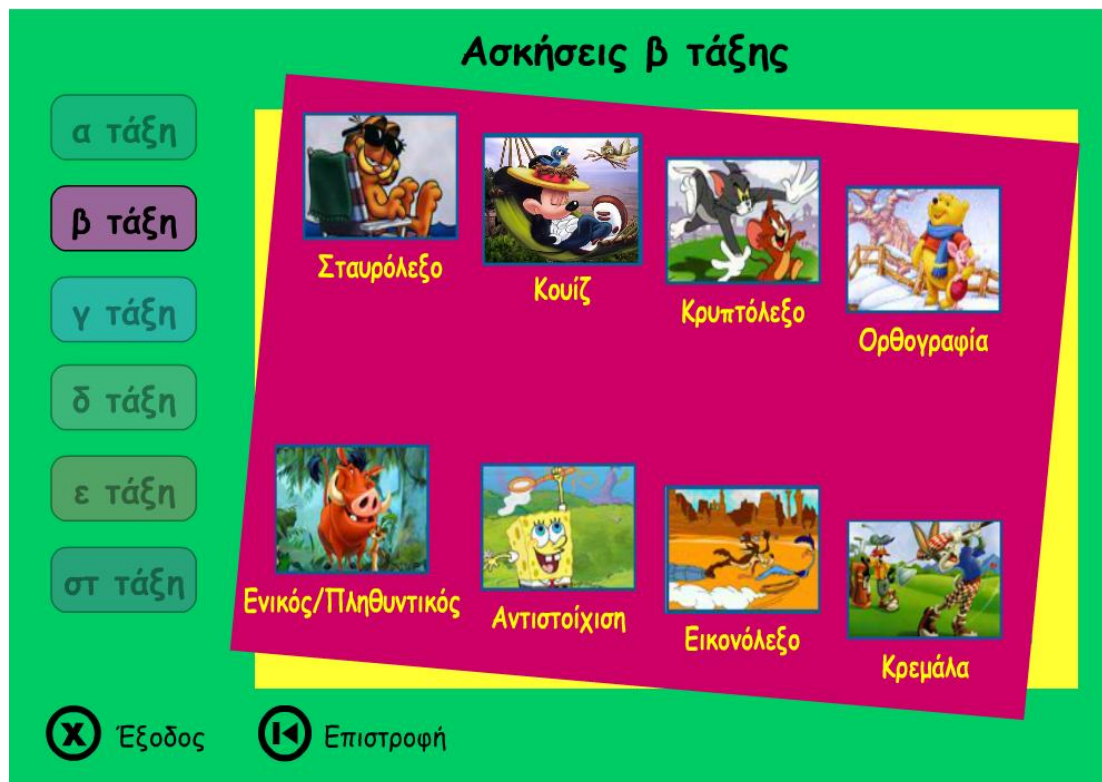 Ασκήσεις β τάξης
α τάξη
β τάξη
γ τάξη
δ τάξη
ε τάξη
στ τάξη
Σταυρόλεξο
Κουίζ
Κρυπτόλεξο
Ορθογραφία
Ενικός/Πληθυντικός
Αντιστοίχιση
Εικονόλεξο
Κρεμάλα
X Έξοδος
Επιστροφή